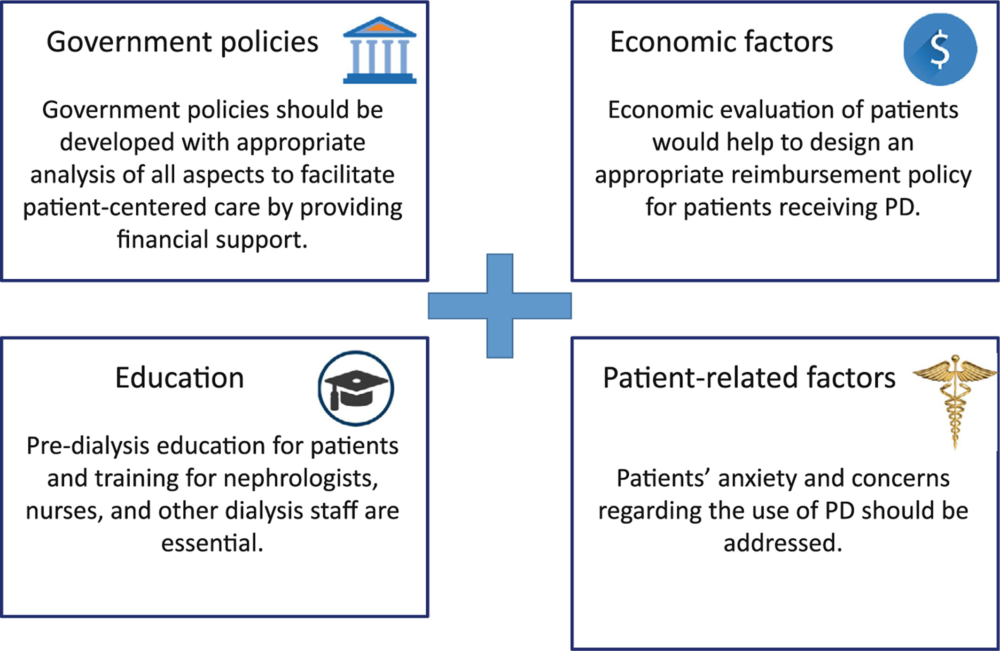 Government policies
Government policies should be
developed with appropriate
analysis of all aspects to facilitate
patient-centered care by providing
financial support.
Economic factors
$
Economic evaluation of patients
would help to design an
appropriate reimbursement policy
for patients receiving PD.
Education
Pre-dialysis education for patients
and training for nephrologists,
nurses, and other dialysis staff are
essential.
Patient-related factors
Patients’ anxiety and concerns
regarding the use of PD should be
addressed.